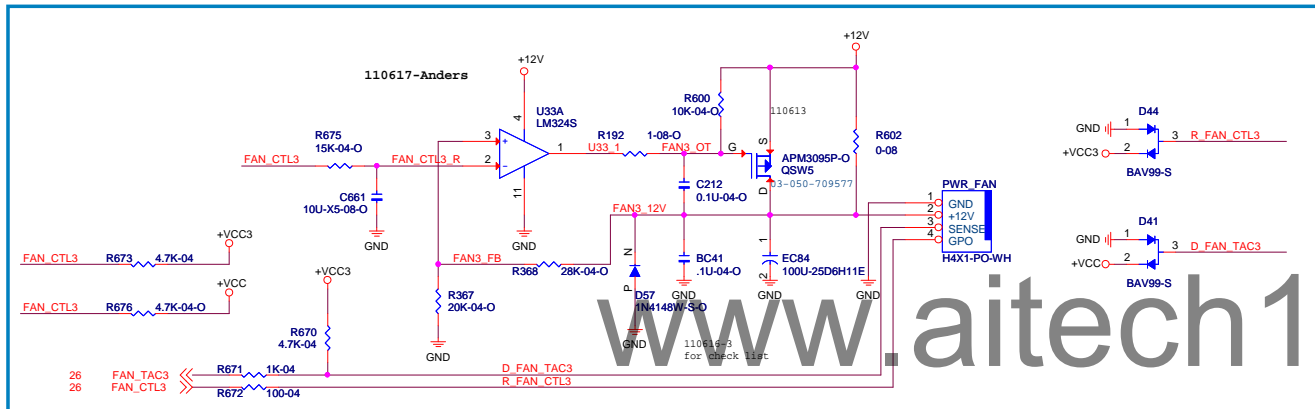 +12V
110617-Anders
+12V
D44
U33A
LM324S
R600
10K-04-O
110613
GND
1
2
3
R_FAN_CTL3
+VCC3
BAV99-S
R675
15K-04-O
4
3
+
2
-
1
11
R192
1-08-O
U33_1
FAN3_OT
G
S
D
APM3095P-O
QSW5
03-050-709577
R602
0-08
FAN_CTL3
FAN_CTL3_R
C661
10U-X5-08-O
GND
GND
C212
0.1U-04-O
FAN3_12V
PWR_FAN
1
2
3
4
GND
+12V
SENSE
GPO
H4X1-PO-WH
D41
GND
1
2
3
D_FAN_TAC3
+VCC
BAV99-S
+VCC3
FAN_CTL3
R673
4.7K-04
+VCC3
FAN3_FB
R368
28K-04-O
N
P
D57
1N4148W-S-O
BC41
.1U-04-O
1
2
EC84
100U-25D6H11E
GND
GND
GND
+VCC
FAN_CTL3
R676
4.7K-04-O
R367
20K-04-O
GND
GND
R670
4.7K-04
110616-3
for check list
www.aitech1
26
FAN_TAC3
R671
1K-04
D_FAN_TAC3
26
FAN_CTL3
R672
100-04
R_FAN_CTL3